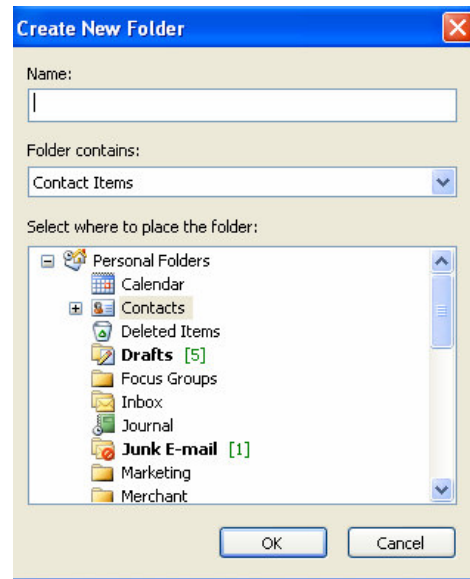 Create New Folder
Name:
Folder contains:
Contact Items
Select where to place the folder:
Personal Folders
Calendar
Contacts
Deleted Items
Drafts [5]
Focus Groups
Inbox
Journal
Junk E-mail [1]
Marketing
Merchant
OK Cancel